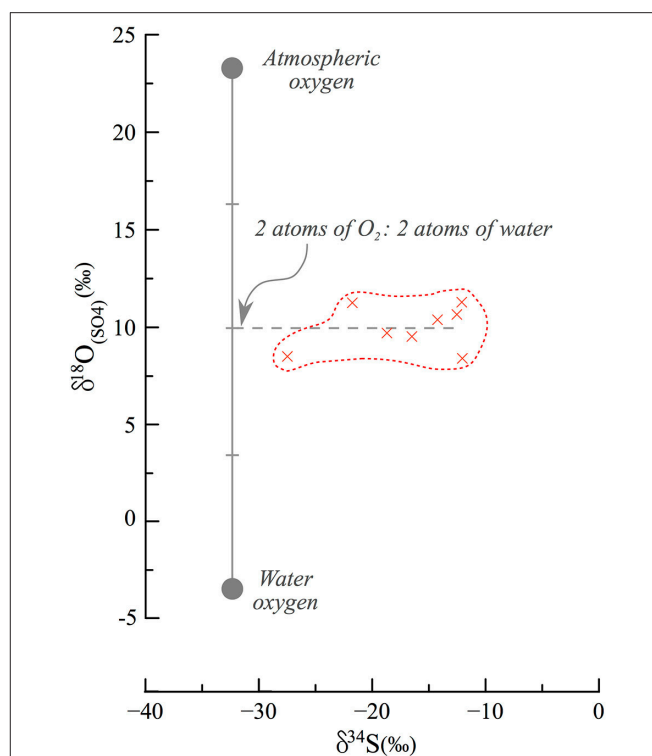 25
Atmospheric
oxygen
20
2 atoms of O₂: 2 atoms of water
15
δ¹⁸O(SO4)(‰)
10
5
0
Water
oxygen
-5
−40
−30
−20
−10
0
δ³⁴S(‰)